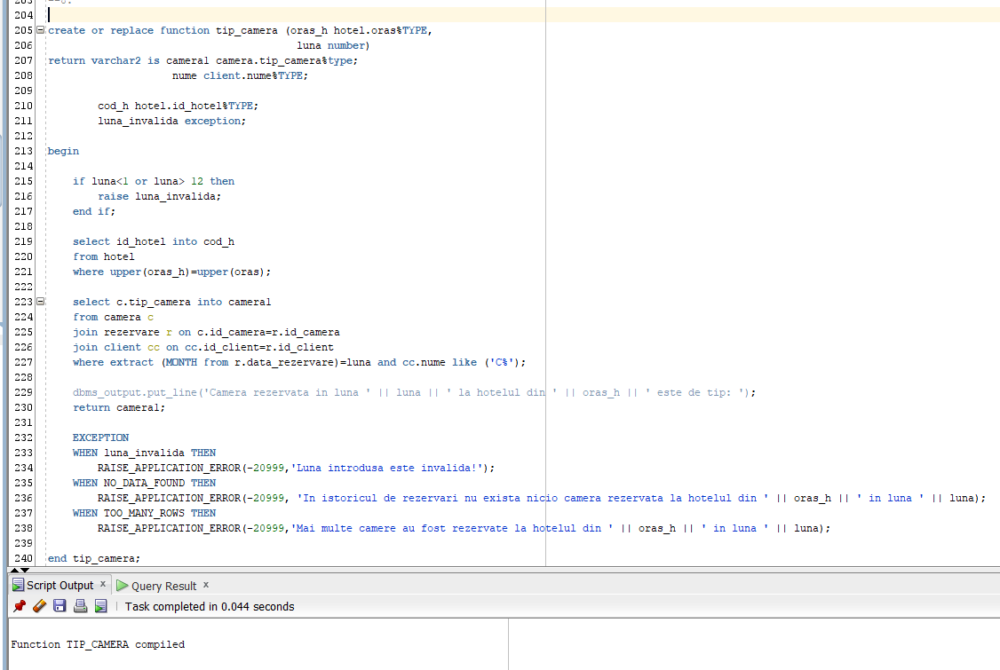 204
205 create or replace function tip_camera (oras_h hotel.oras%TYPE,
206 luna number)
207 return varchar2 is camera1 camera.tip_camera%type;
208 nume client.nume%TYPE;
209
210 cod_h hotel.id_hotel%TYPE;
211 luna_invalida exception;
212
213 begin
214
215 if luna<1 or luna> 12 then
216 raise luna_invalida;
217 end if;
218
219 select id_hotel into cod_h
220 from hotel
221 where upper(oras_h)=upper(oras);
222
223 select c.tip_camera into camera1
224 from camera c
225 join rezervare r on c.id_camera=r.id_camera
226 join client cc on cc.id_client=r.id_client
227 where extract (MONTH from r.data_rezervare)=luna and cc.nume like ('C%');
228
229 dbms_output.put_line('Camera rezervata in luna ' || luna || ' la hotelul din ' || oras_h || ' este de tip: ');
230 return camera1;
231
232 EXCEPTION
233 WHEN luna_invalida THEN
234 RAISE_APPLICATION_ERROR(-20999,'Luna introdusa este invalida!');
235 WHEN NO_DATA_FOUND THEN
236 RAISE_APPLICATION_ERROR(-20999, 'In istoricul de rezervari nu exista nicio camera rezervata la hotelul din ' || oras_h || ' in luna ' || luna);
237 WHEN TOO_MANY_ROWS THEN
238 RAISE_APPLICATION_ERROR(-20999,'Mai multe camere au fost rezervate la hotelul din ' || oras_h || ' in luna ' || luna);
239
240 end tip_camera;
Script Output x Query Result x
Task completed in 0.044 seconds
Function TIP_CAMERA compiled